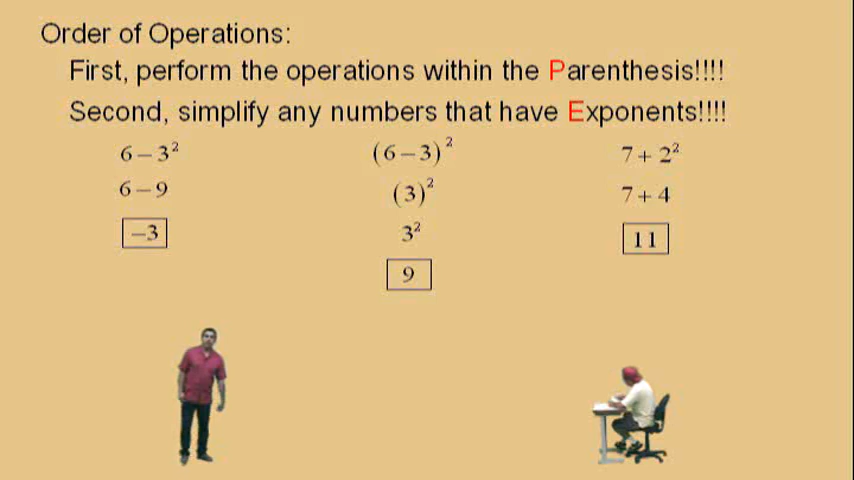 Order of Operations:
First, perform the operations within the Parenthesis!!!!
Second, simplify any numbers that have Exponents!!!!
6 – 3²
(6 – 3)²
7 + 2²
6 – 9
(3)²
7 + 4
–3
3²
11
9